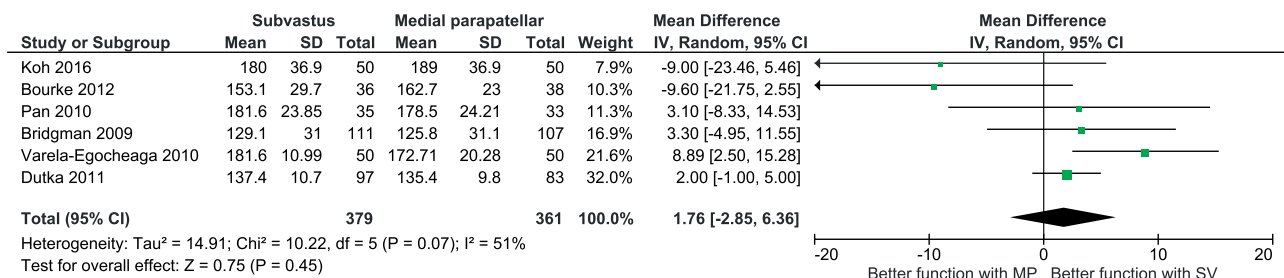 Subvastus Medial parapatellar Mean Difference Mean Difference
Study or Subgroup Mean SD Total Mean SD Total Weight IV, Random, 95% CI IV, Random, 95% CI
Koh 2016 180 36.9 50 189 36.9 50 7.9% -9.00 [-23.46, 5.46]
Bourke 2012 153.1 29.7 36 162.7 23 38 10.3% -9.60 [-21.75, 2.55]
Pan 2010 181.6 23.85 35 178.5 24.21 33 11.3% 3.10 [-8.33, 14.53]
Bridgman 2009 129.1 31 111 125.8 31.1 107 16.9% 3.30 [-4.95, 11.55]
Varela-Egocheaga 2010 181.6 10.99 50 172.71 20.28 50 21.6% 8.89 [2.50, 15.28]
Dutka 2011 137.4 10.7 97 135.4 9.8 83 32.0% 2.00 [-1.00, 5.00]
Total (95% CI) 379 361 100.0% 1.76 [-2.85, 6.36]
Heterogeneity: Tau² = 14.91; Chi² = 10.22, df = 5 (P = 0.07); I² = 51%
Test for overall effect: Z = 0.75 (P = 0.45)
-20 -10 0 10 20
Better function with MP Better function with SV